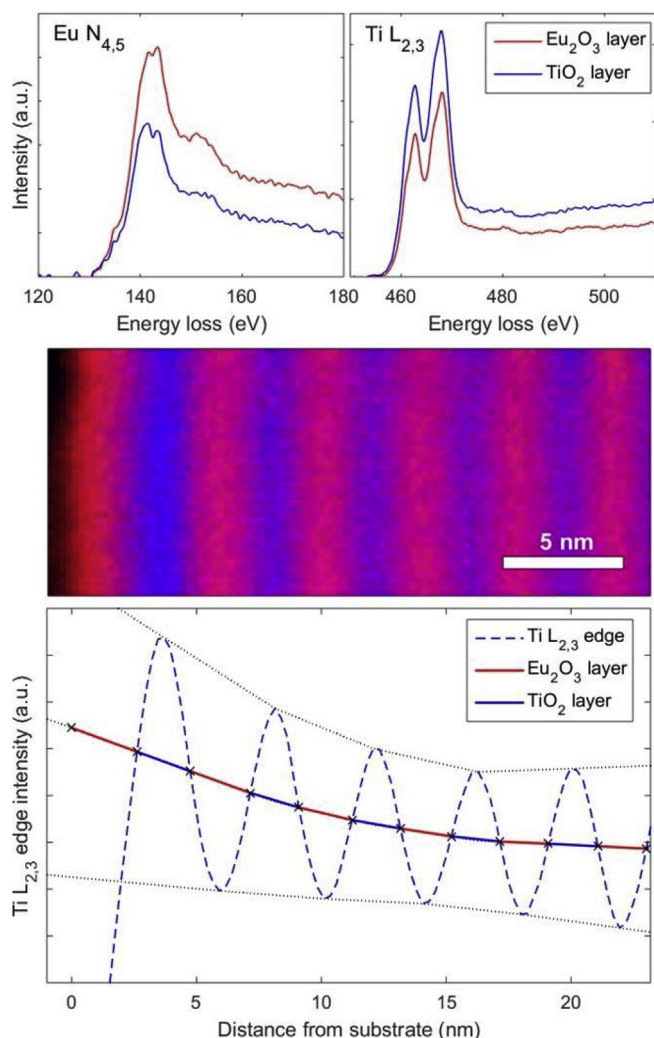 Eu N4,5
Ti L2,3
Eu2O3 layer
TiO2 layer
Intensity (a.u.)
120 140 160 180
460 480 500
Energy loss (eV)
Energy loss (eV)
5 nm
Ti L2,3 edge
Eu2O3 layer
TiO2 layer
Ti L2,3 edge intensity (a.u.)
0 5 10 15 20
Distance from substrate (nm)